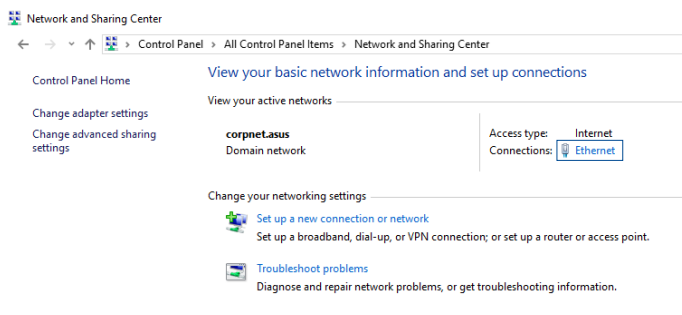 Network and Sharing Center
Control Panel > All Control Panel Items > Network and Sharing Center
Control Panel Home
Change adapter settings
Change advanced sharing
settings
View your basic network information and set up connections
View your active networks
corpnet.asus
Domain network
Access type: Internet
Connections: Ethernet
Change your networking settings
Set up a new connection or network
Set up a broadband, dial-up, or VPN connection; or set up a router or access point.
Troubleshoot problems
Diagnose and repair network problems, or get troubleshooting information.